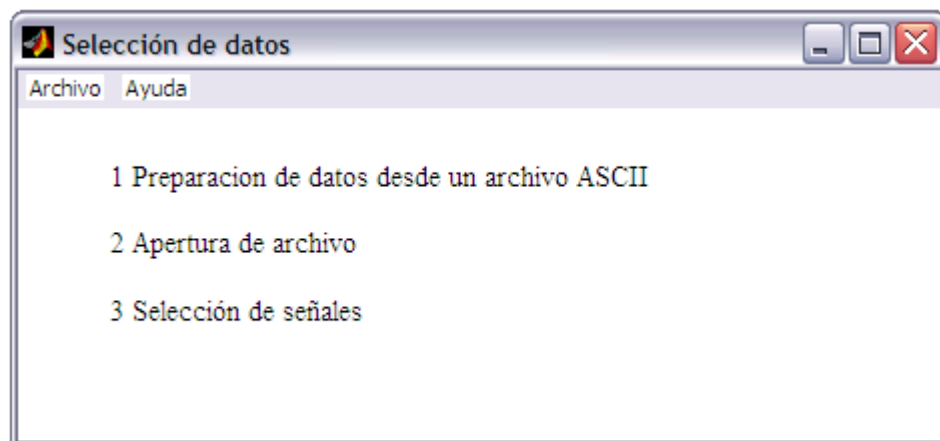 Selección de datos
Archivo Ayuda
1 Preparacion de datos desde un archivo ASCII
2 Apertura de archivo
3 Selección de señales